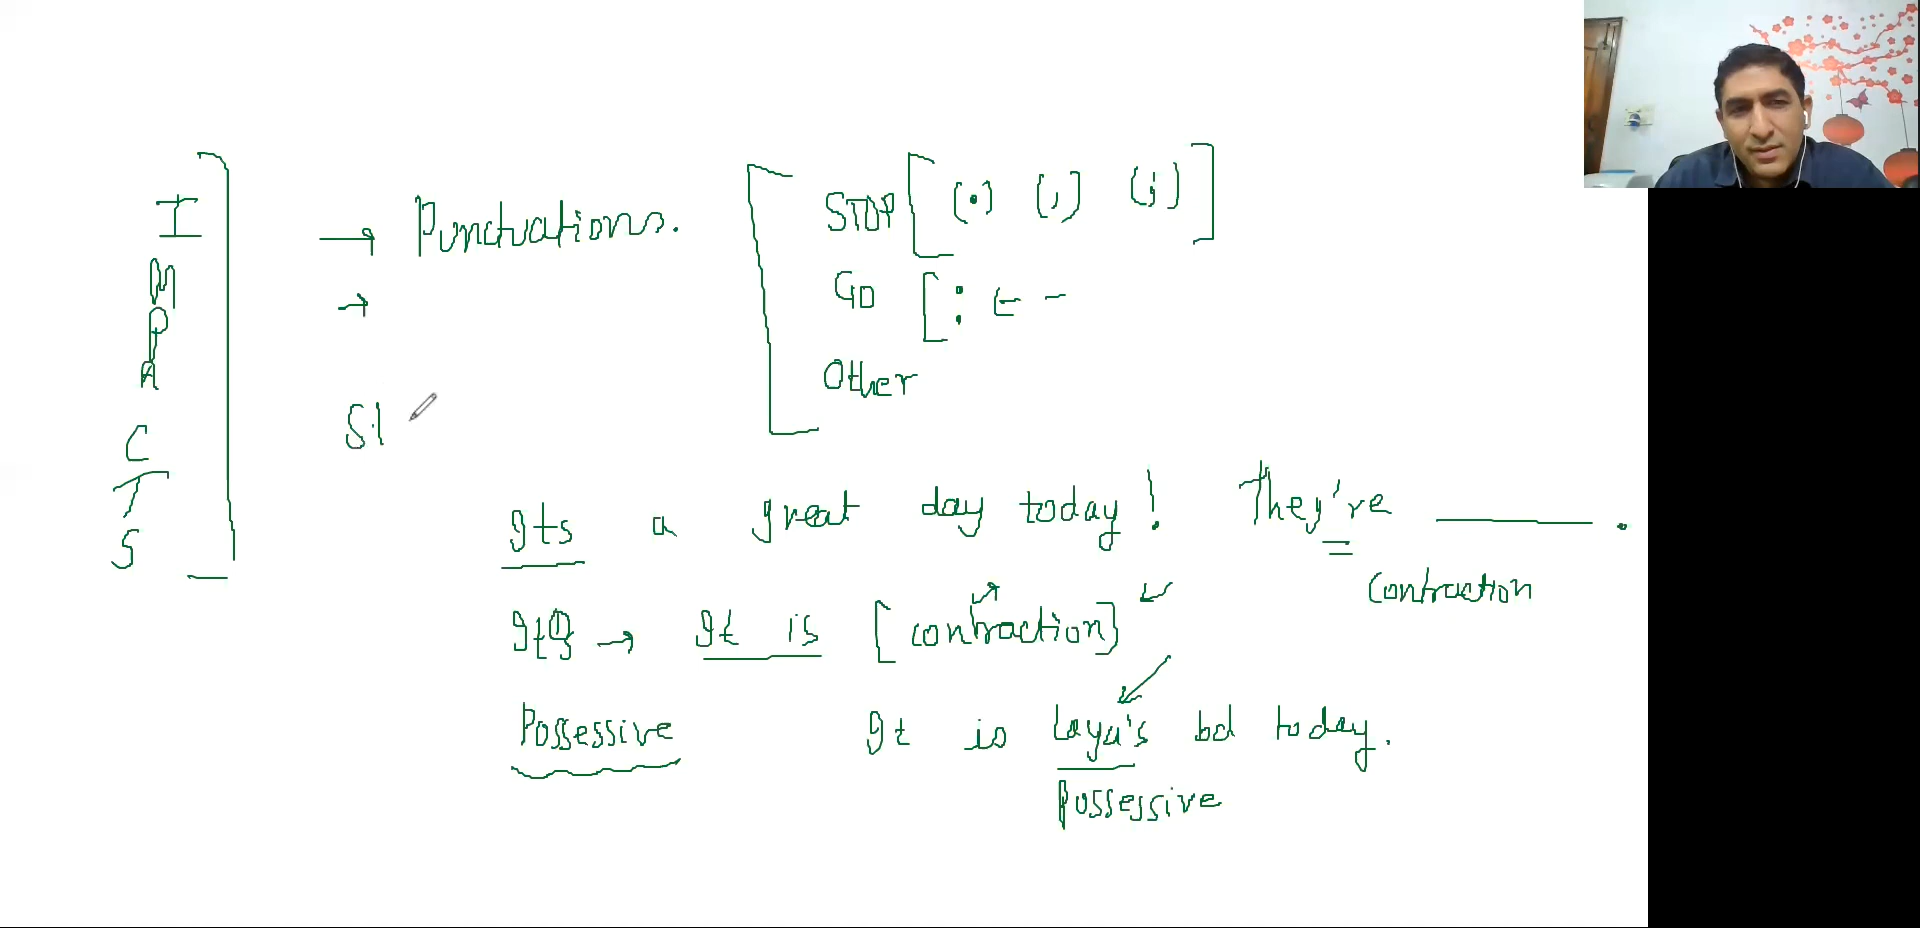 I
M
P
A
C
T
S
→ Punctuations.
→
STOP [ (.) (,) (;) ]
GO [ : — –
Other
Sl
Its a great day today! They're ______ .
Contraction
It's → It is [contraction]
Possessive It is Laya's bd today.
Possessive